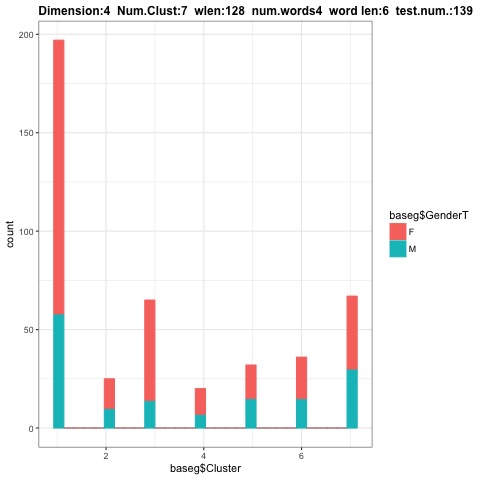 Dimension:4 Num.Clust:7 wlen:128 num.words4 word len:6 test.num.:139
200
150
100
50
0
count
2 4 6
baseg$Cluster
baseg$GenderT
F
M